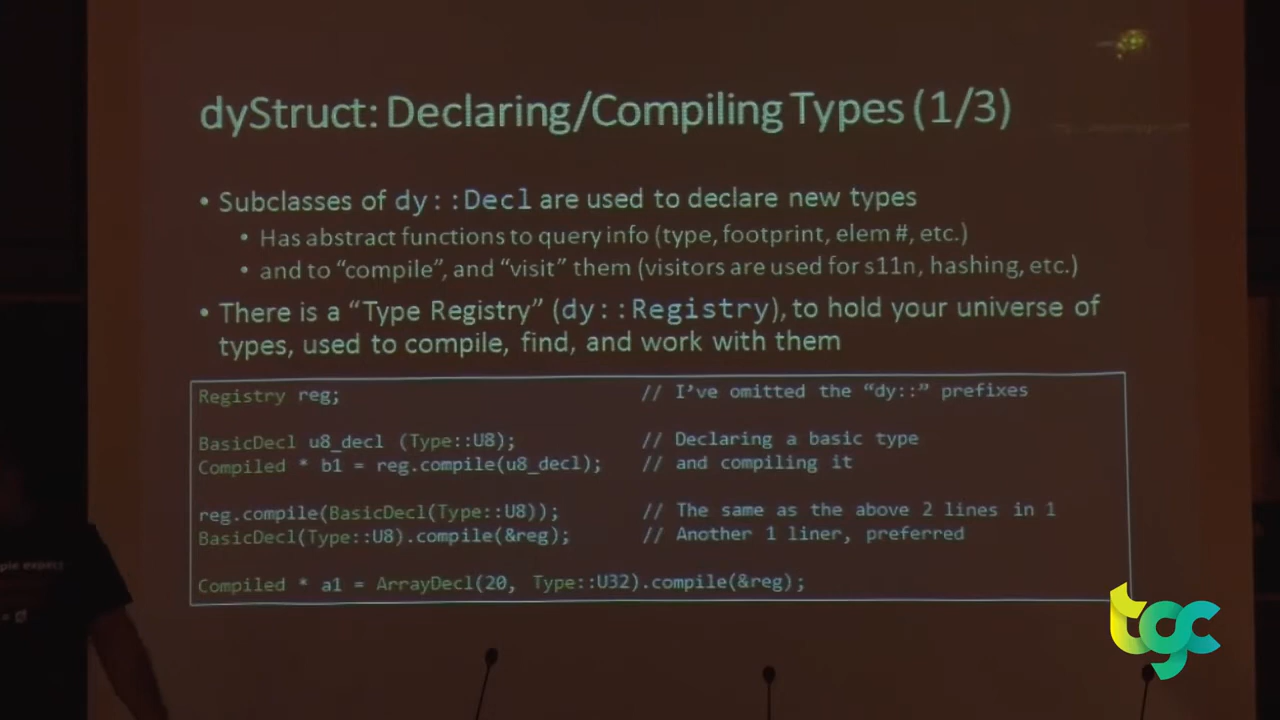 dyStruct: Declaring/Compiling Types (1/3)
• Subclasses of dy::Decl are used to declare new types
• Has abstract functions to query info (type, footprint, elem #, etc.)
• and to “compile”, and “visit” them (visitors are used for s11n, hashing, etc.)
• There is a “Type Registry” (dy::Registry), to hold your universe of
types, used to compile, find, and work with them
Registry reg; // I’ve omitted the “dy::” prefixes
BasicDecl u8_decl (Type::U8); // Declaring a basic type
Compiled * b1 = reg.compile(u8_decl); // and compiling it
reg.compile(BasicDecl(Type::U8)); // The same as the above 2 lines in 1
BasicDecl(Type::U8).compile(&reg); // Another 1 liner, preferred
Compiled * a1 = ArrayDecl(20, Type::U32).compile(&reg);
ple expect
tgc